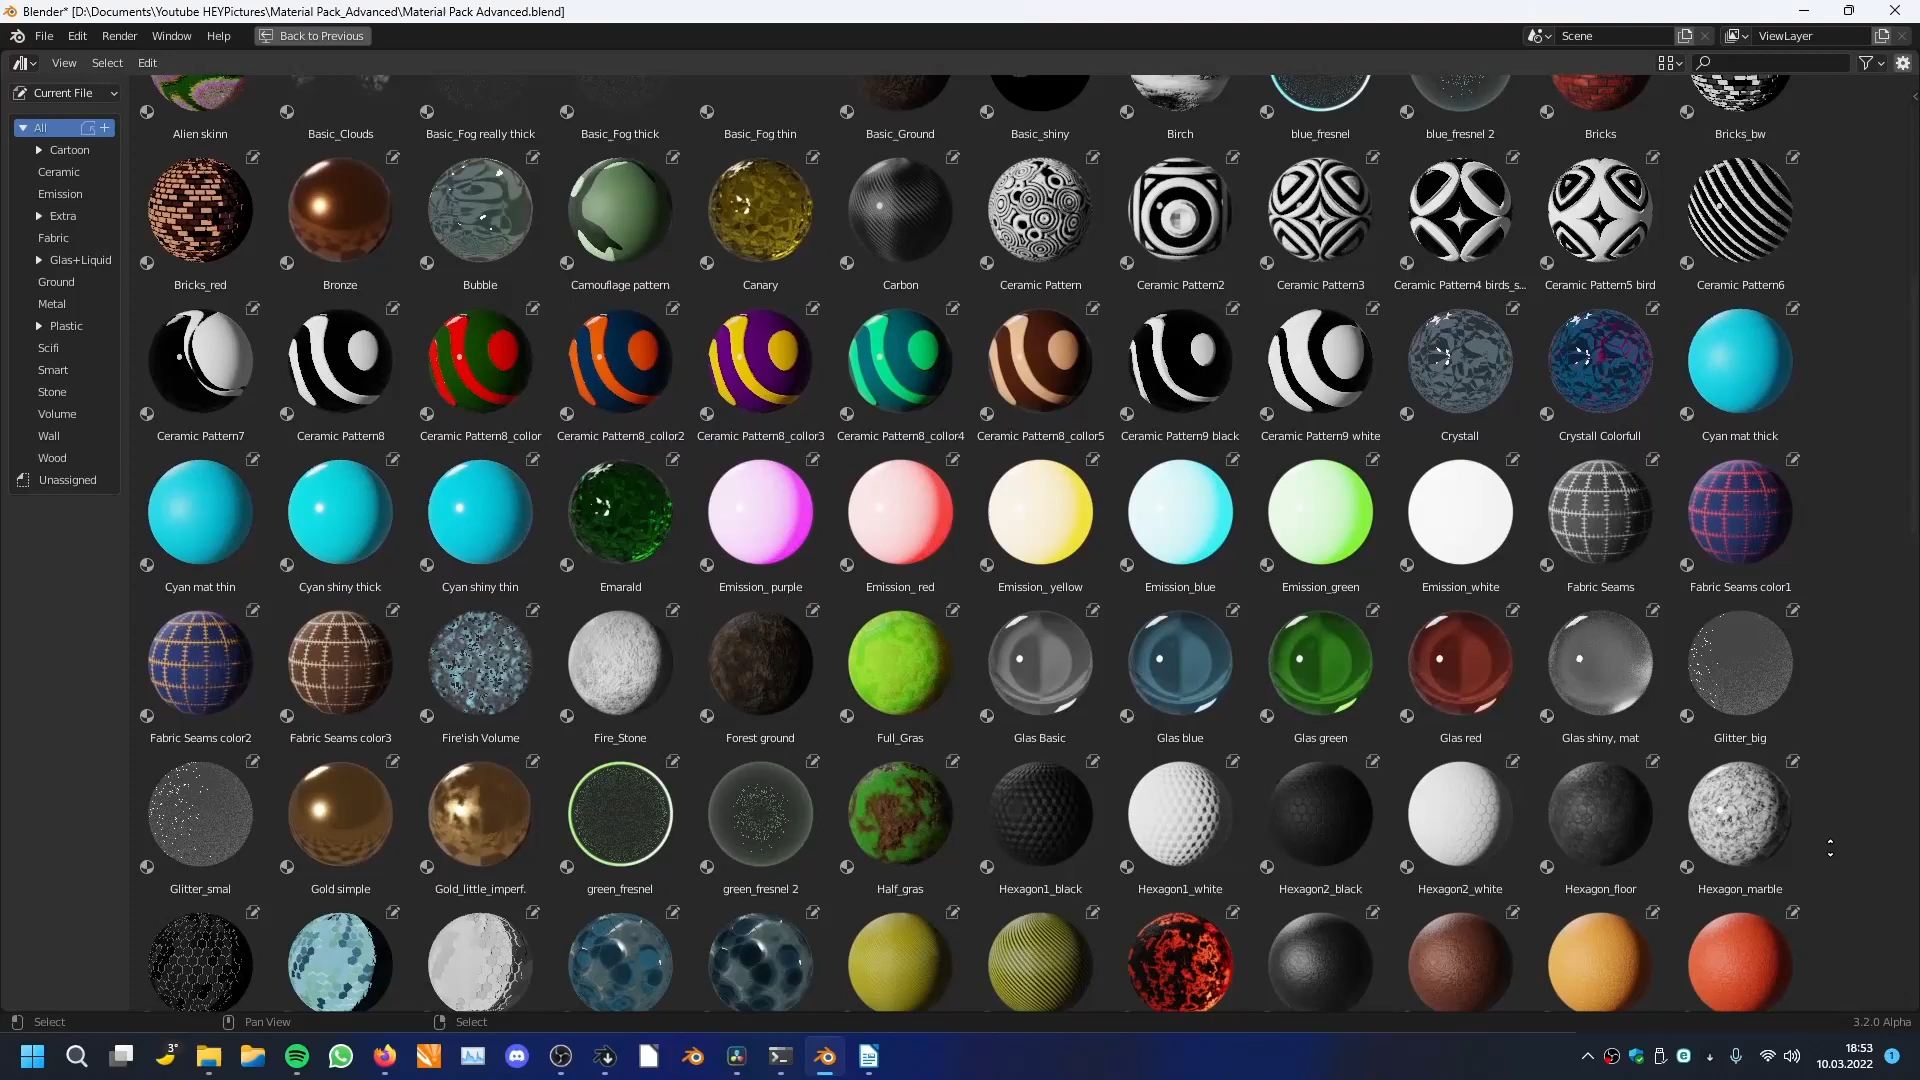 Blender* [D:\Documents\Youtube HEYPictures\Material Pack_Advanced\Material Pack Advanced.blend]
File Edit Render Window Help Back to Previous Scene ViewLayer
View Select Edit
Current File
All
Cartoon
Ceramic
Emission
Extra
Fabric
Glas+Liquid
Ground
Metal
Plastic
Scifi
Smart
Stone
Volume
Wall
Wood
Unassigned
Alien skinn Basic_Clouds Basic_Fog really thick Basic_Fog thick Basic_Fog thin Basic_Ground Basic_shiny Birch blue_fresnel blue_fresnel 2 Bricks Bricks_bw
Bricks_red Bronze Bubble Camouflage pattern Canary Carbon Ceramic Pattern Ceramic Pattern2 Ceramic Pattern3 Ceramic Pattern4 birds_s... Ceramic Pattern5 bird Ceramic Pattern6
Ceramic Pattern7 Ceramic Pattern8 Ceramic Pattern8_collor Ceramic Pattern8_collor2 Ceramic Pattern8_collor3 Ceramic Pattern8_collor4 Ceramic Pattern8_collor5 Ceramic Pattern9 black Ceramic Pattern9 white Crystall Crystall Colorfull Cyan mat thick
Cyan mat thin Cyan shiny thick Cyan shiny thin Emarald Emission_ purple Emission_ red Emission_ yellow Emission_blue Emission_green Emission_white Fabric Seams Fabric Seams color1
Fabric Seams color2 Fabric Seams color3 Fire'ish Volume Fire_Stone Forest ground Full_Gras Glas Basic Glas blue Glas green Glas red Glas shiny, mat Glitter_big
Glitter_smal Gold simple Gold_little_imperf. green_fresnel green_fresnel 2 Half_gras Hexagon1_black Hexagon1_white Hexagon2_black Hexagon2_white Hexagon_floor Hexagon_marble
Select Pan View Select 3.2.0 Alpha
3°
18:53
10.03.2022
1